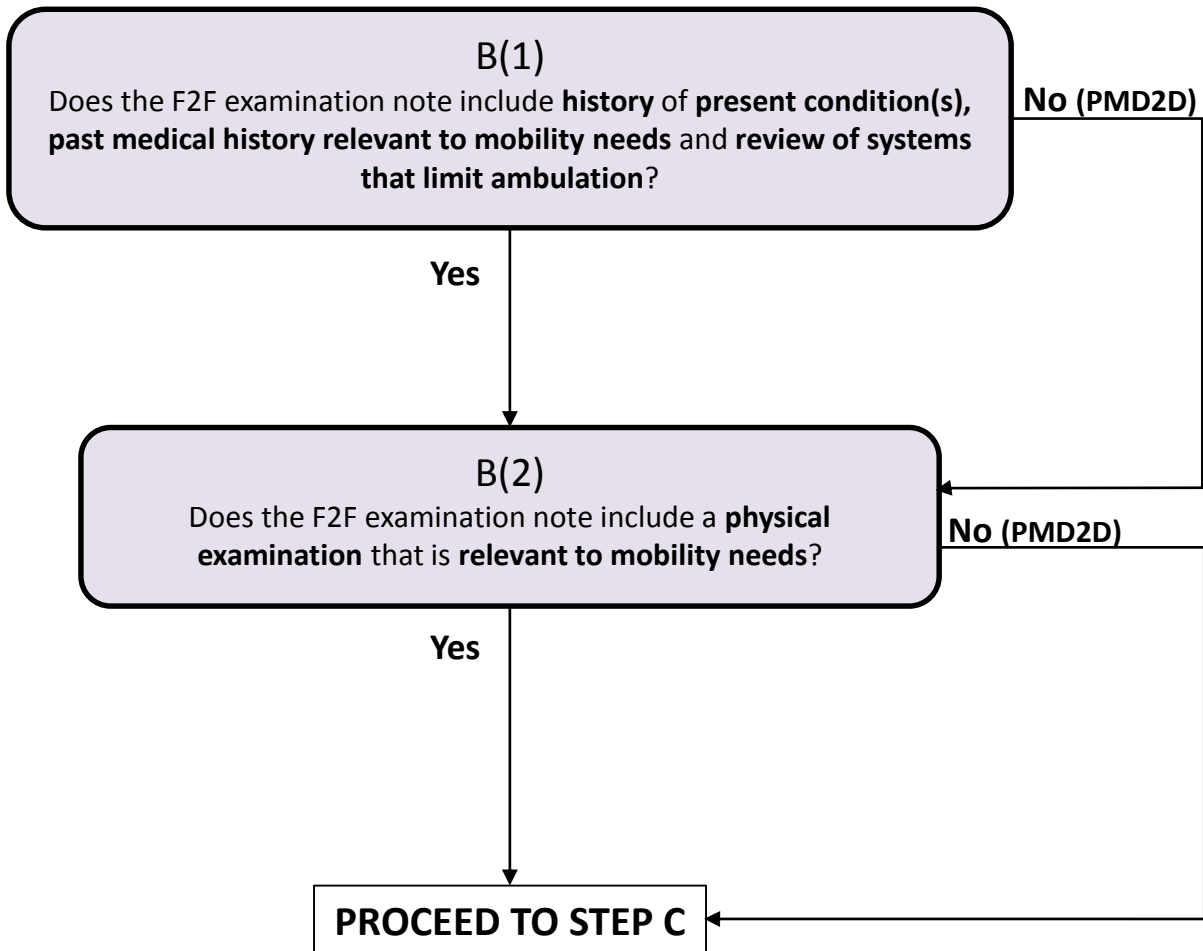 B(1)
Does the F2F examination note include history of present condition(s),
past medical history relevant to mobility needs and review of systems
that limit ambulation?
No (PMD2D)
Yes
B(2)
Does the F2F examination note include a physical
examination that is relevant to mobility needs?
No (PMD2D)
Yes
PROCEED TO STEP C